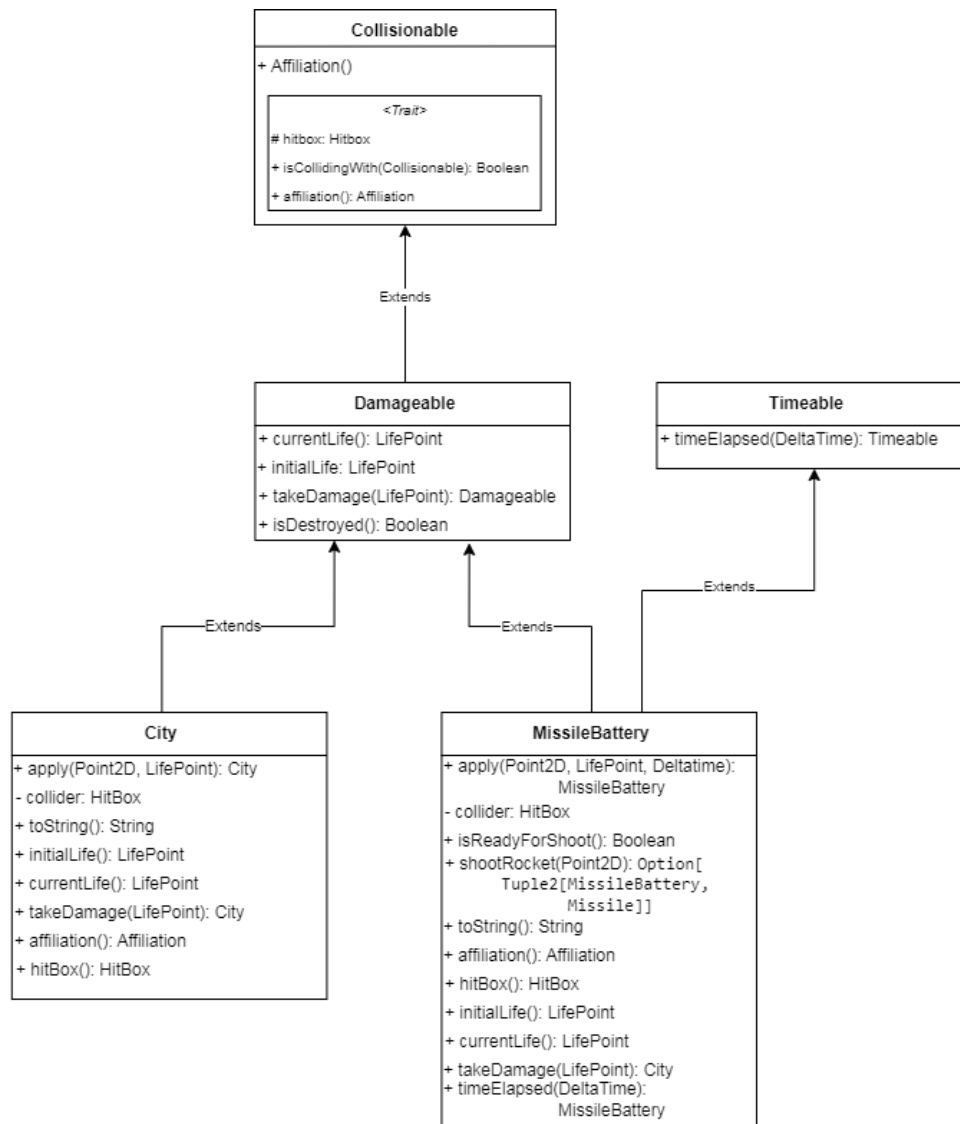 Collisionable
+ Affiliation()
<Trait>
# hitbox: Hitbox
+ isCollidingWith(Collisionable): Boolean
+ affiliation(): Affiliation
Extends
Damageable
+ currentLife(): LifePoint
+ initialLife: LifePoint
+ takeDamage(LifePoint): Damageable
+ isDestroyed(): Boolean
Timeable
+ timeElapsed(DeltaTime): Timeable
Extends
Extends
Extends
City
+ apply(Point2D, LifePoint): City
- collider: HitBox
+ toString(): String
+ initialLife(): LifePoint
+ currentLife(): LifePoint
+ takeDamage(LifePoint): City
+ affiliation(): Affiliation
+ hitBox(): HitBox
MissileBattery
+ apply(Point2D, LifePoint, Deltatime):
MissileBattery
- collider: HitBox
+ isReadyForShoot(): Boolean
+ shootRocket(Point2D): Option[
Tuple2[MissileBattery,
Missile]]
+ toString(): String
+ affiliation(): Affiliation
+ hitBox(): HitBox
+ initialLife(): LifePoint
+ currentLife(): LifePoint
+ takeDamage(LifePoint): City
+ timeElapsed(DeltaTime):
MissileBattery